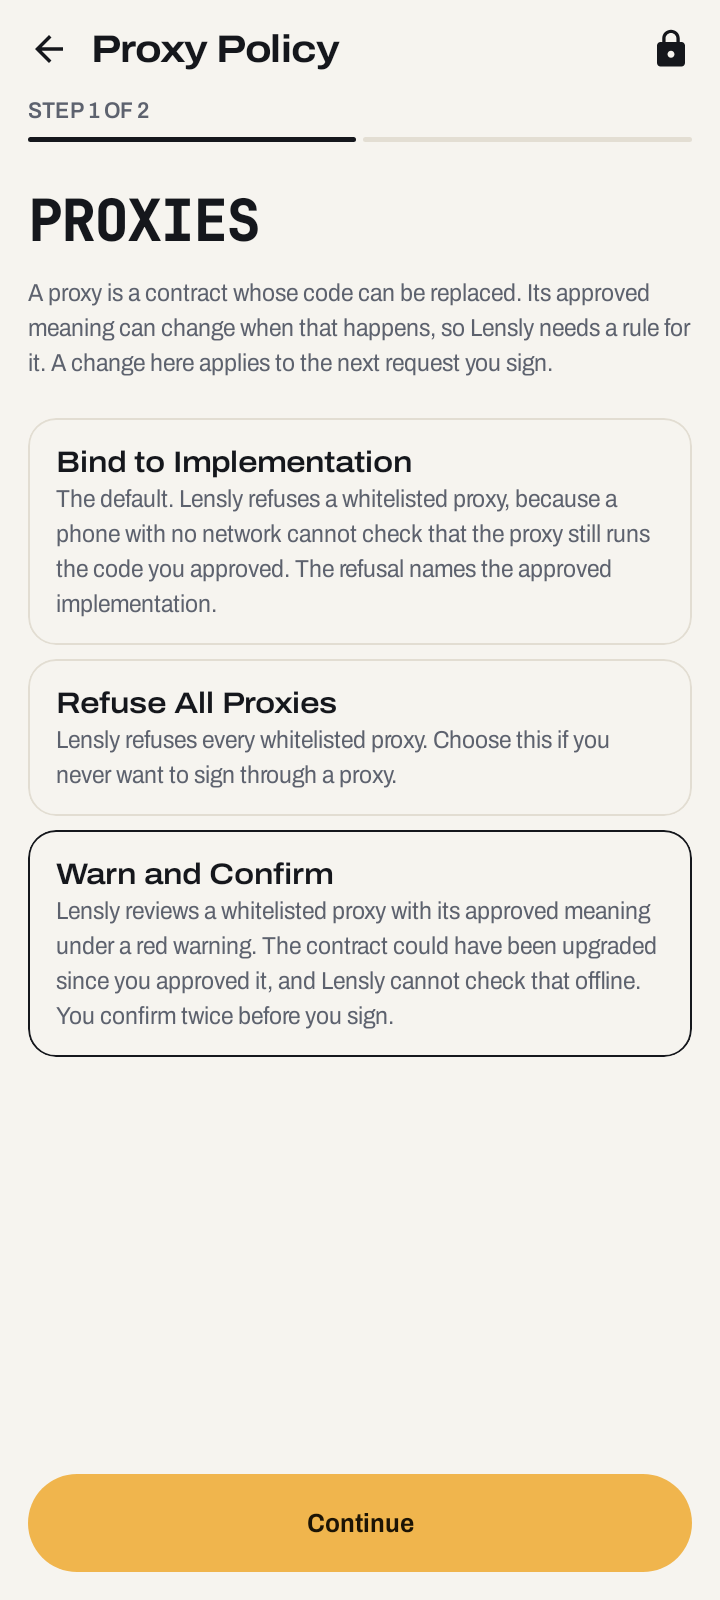 Proxy Policy
STEP 1 OF 2
PROXIES
A proxy is a contract whose code can be replaced. Its approved
meaning can change when that happens, so Lensly needs a rule for
it. A change here applies to the next request you sign.
Bind to Implementation
The default. Lensly refuses a whitelisted proxy, because a
phone with no network cannot check that the proxy still runs
the code you approved. The refusal names the approved
implementation.
Refuse All Proxies
Lensly refuses every whitelisted proxy. Choose this if you
never want to sign through a proxy.
Warn and Confirm
Lensly reviews a whitelisted proxy with its approved meaning
under a red warning. The contract could have been upgraded
since you approved it, and Lensly cannot check that offline.
You confirm twice before you sign.
Continue